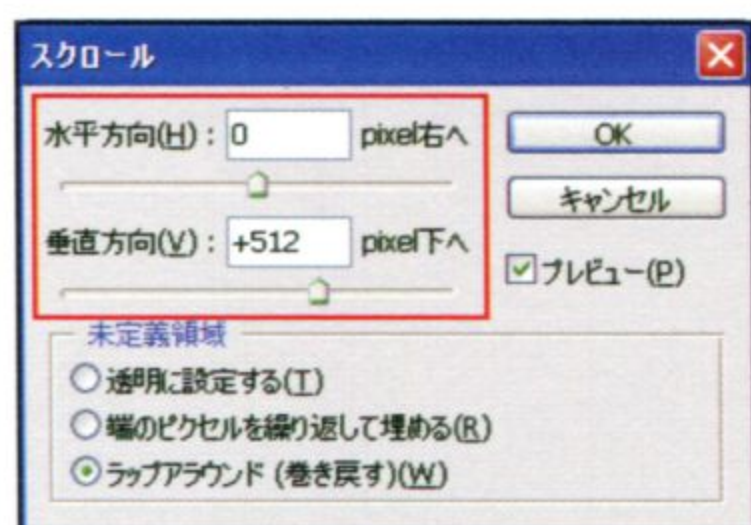 スクロール
水平方向(H): 0 pixel右へ
OK
キャンセル
垂直方向(V): +512 pixel下へ
プレビュー(P)
未定義領域
透明に設定する(T)
端のピクセルを繰り返して埋める(R)
ラップアラウンド (巻き戻す)(W)